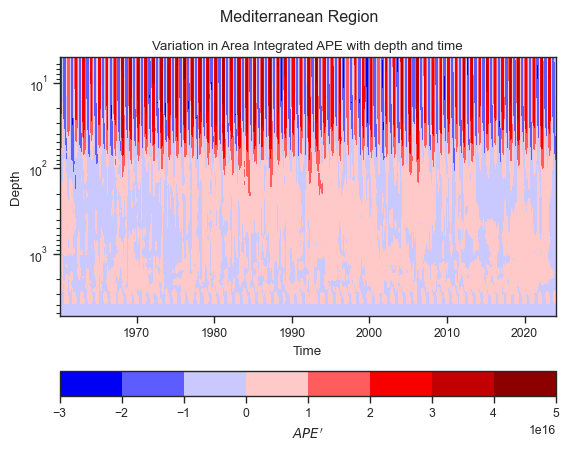 Mediterranean Region
Variation in Area Integrated APE with depth and time
10¹
10²
10³
Depth
1970 1980 1990 2000 2010 2020
Time
−3 −2 −1 0 1 2 3 4 5
1e16
APE′